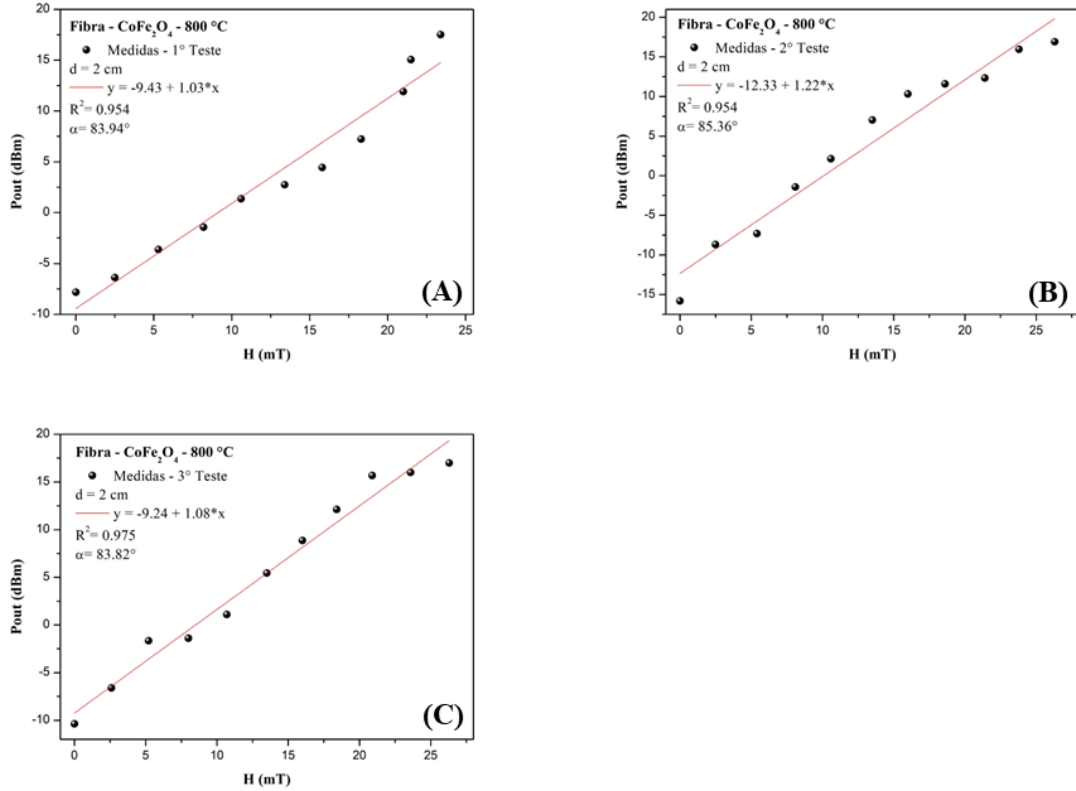 Fibra - CoFe2O4 - 800 °C
Medidas - 1° Teste
d = 2 cm
y = -9.43 + 1.03*x
R2= 0.954
α= 83.94°
Pout (dBm)
20
15
10
5
0
-5
-10
0 5 10 15 20 25
H (mT)
(A)
Fibra - CoFe2O4 - 800 °C
Medidas - 2° Teste
d = 2 cm
y = -12.33 + 1.22*x
R2= 0.954
α= 85.36°
Pout (dBm)
20
15
10
5
0
-5
-10
-15
0 5 10 15 20 25
H (mT)
(B)
Fibra - CoFe2O4 - 800 °C
Medidas - 3° Teste
d = 2 cm
y = -9.24 + 1.08*x
R2= 0.975
α= 83.82°
Pout (dBm)
20
15
10
5
0
-5
-10
0 5 10 15 20 25
H (mT)
(C)